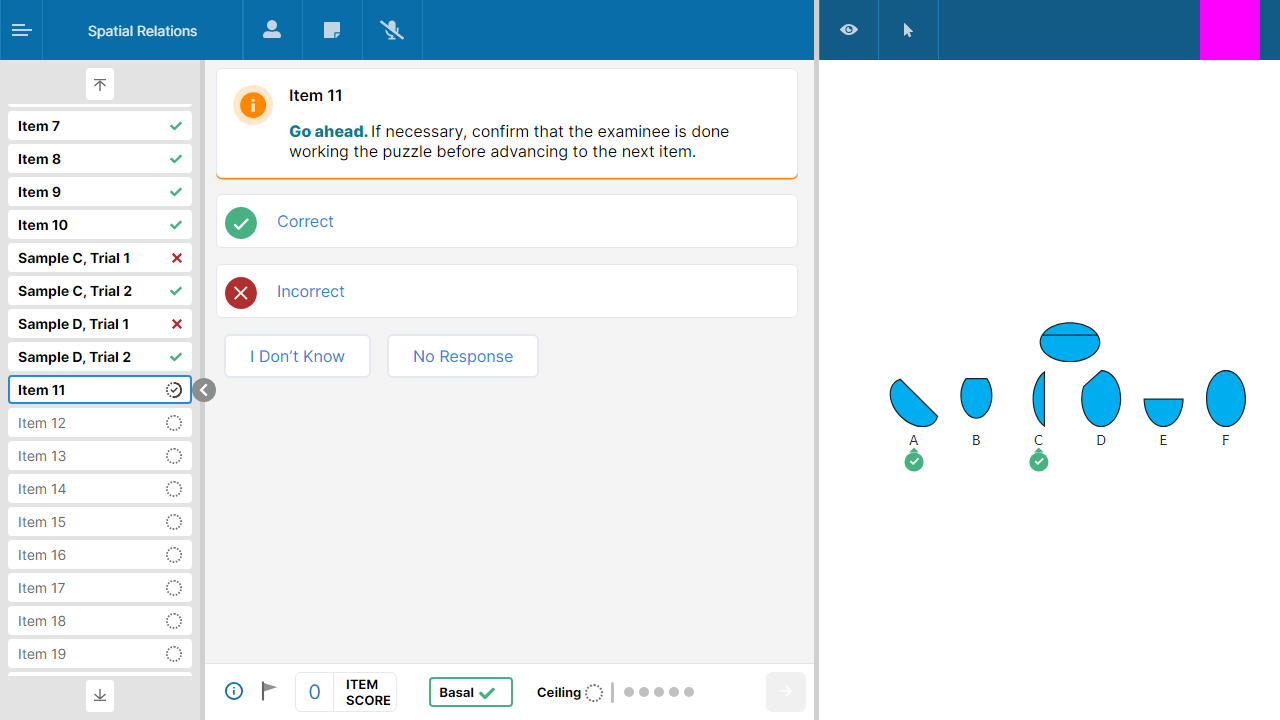 Spatial Relations
Item 7
Item 8
Item 9
Item 10
Sample C, Trial 1
Sample C, Trial 2
Sample D, Trial 1
Sample D, Trial 2
Item 11
Item 12
Item 13
Item 14
Item 15
Item 16
Item 17
Item 18
Item 19
Item 11
Go ahead. If necessary, confirm that the examinee is done
working the puzzle before advancing to the next item.
Correct
Incorrect
I Don’t Know
No Response
0
ITEM
SCORE
Basal
Ceiling
A
B
C
D
E
F